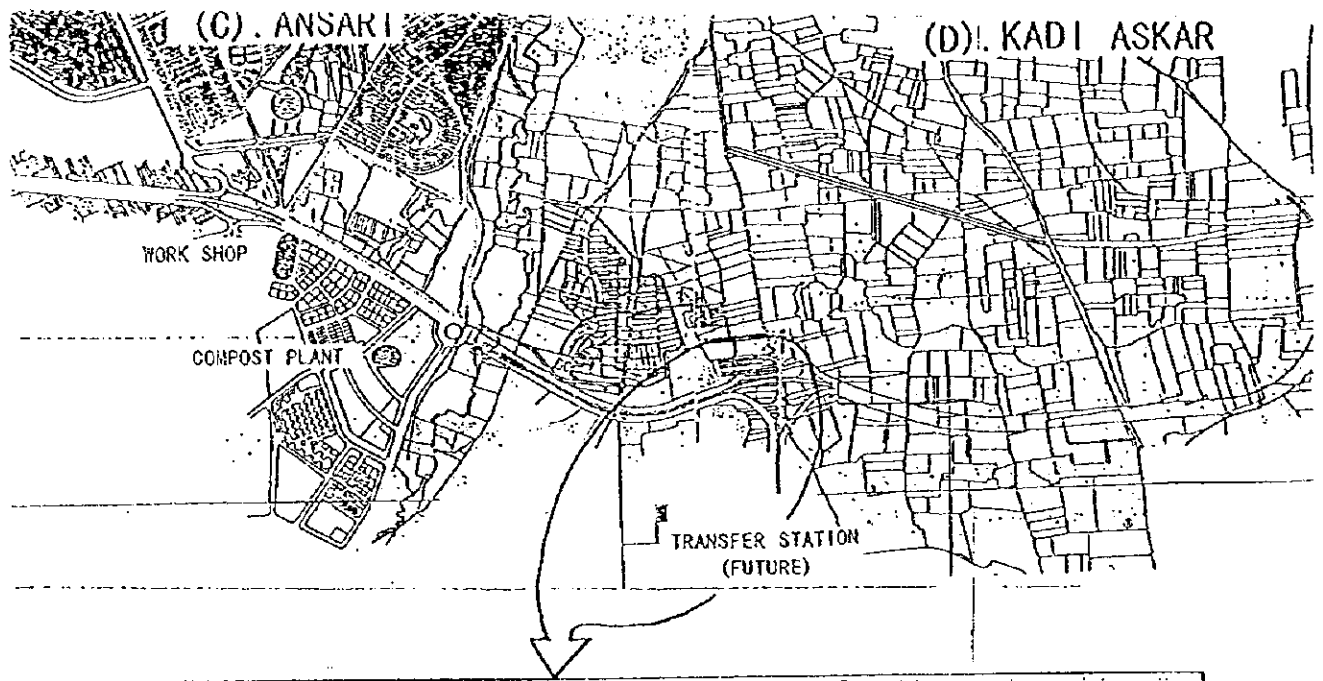 (C). ANSARI
(D). KADI ASKAR
WORK SHOP
COMPOST PLANT
TRANSFER STATION
(FUTURE)